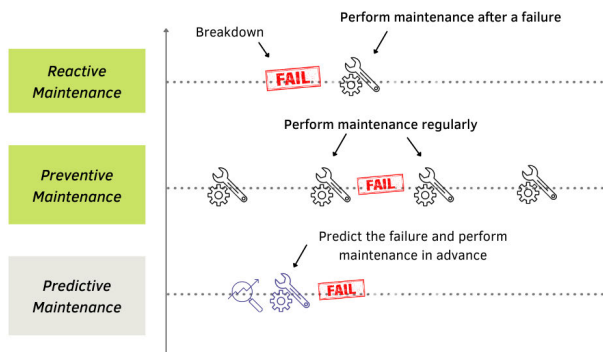 Perform maintenance after a failure
Breakdown
Reactive
Maintenance
FAIL
Perform maintenance regularly
Preventive
Maintenance
FAIL
Predict the failure and perform
maintenance in advance
Predictive
Maintenance
FAIL